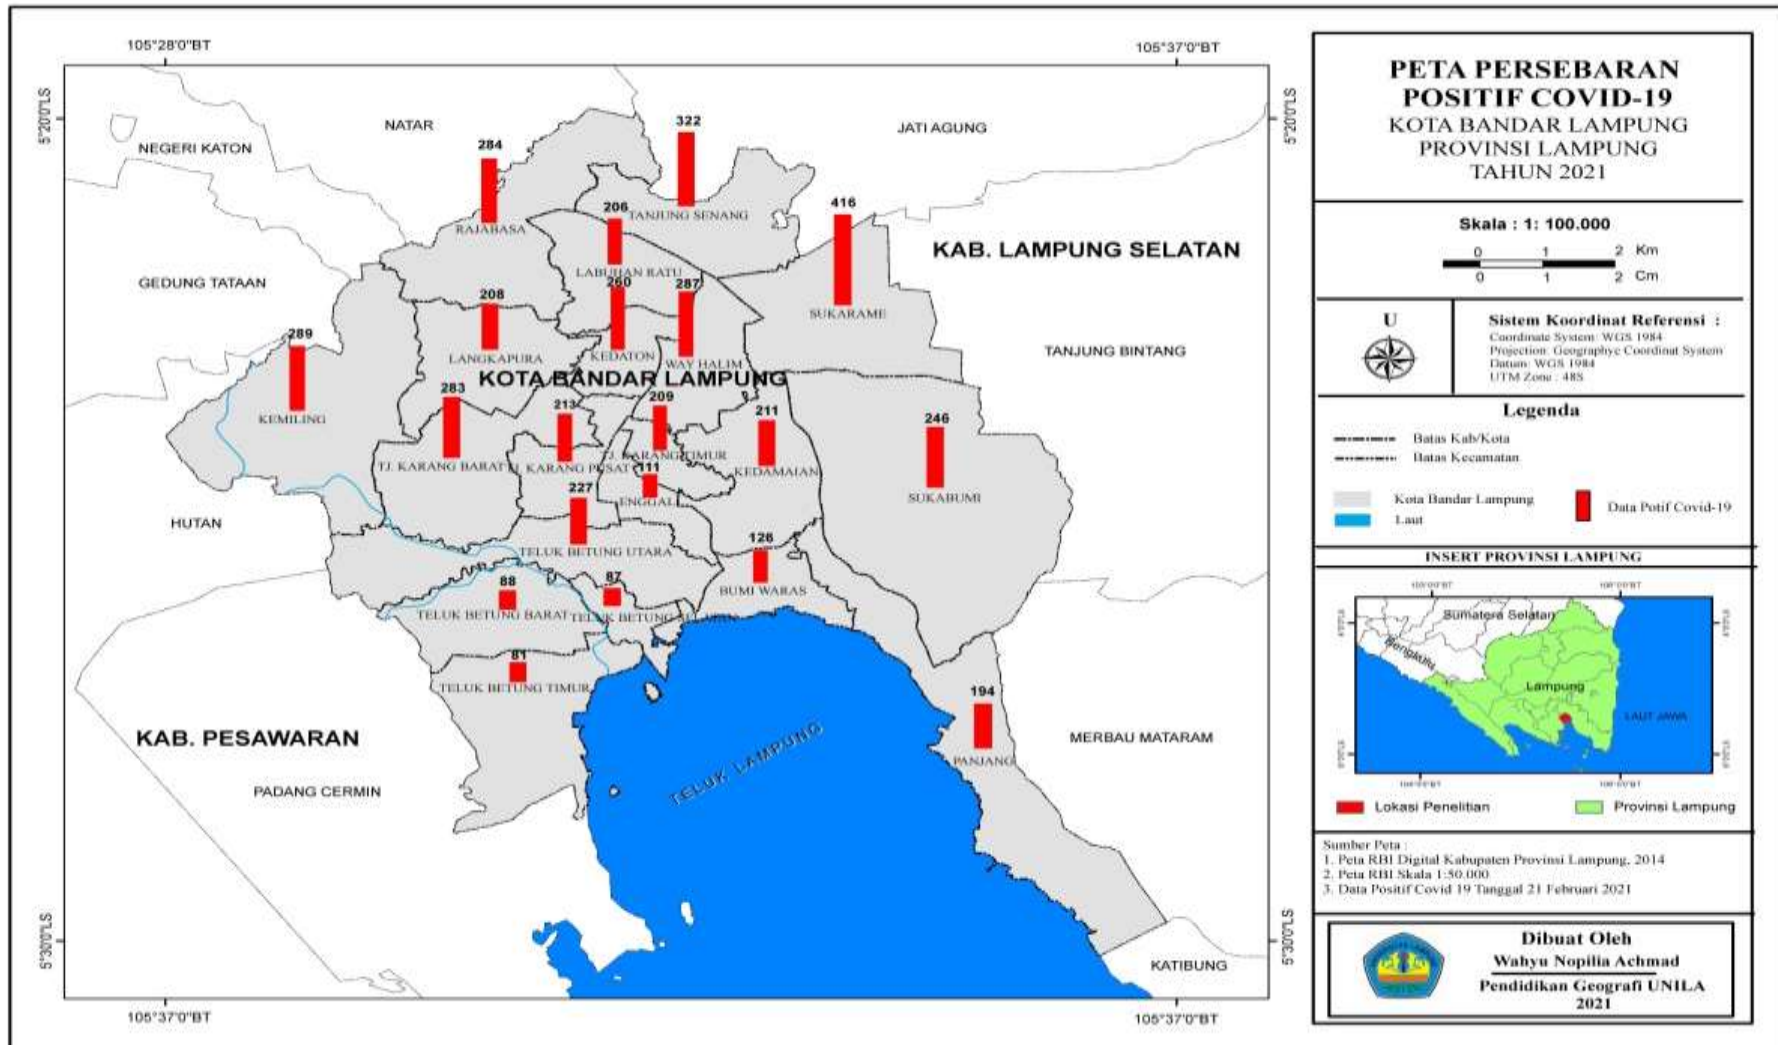 105°28'0"BT
105°37'0"BT
5°20'0"LS
5°20'0"LS
NATAR
322
JATI AGUNG
NEGERI KATON
284
206
TANJUNG SENANG
416
RAJABASA
KAB. LAMPUNG SELATAN
LABUHAN RATU
GEDUNG TATAAN
208
260
287
SUKARAME
289
LANGKAPURA
KEDATON
WAY HALIM
TANJUNG BINTANG
KOTA BANDAR LAMPUNG
283
213
209
211
246
KEMILING
TJ. KARANG BARAT
TJ. KARANG PUSAT
TJ. KARANG TIMUR
111
KEDAMAIAN
SUKABUMI
227
ENGGAL
HUTAN
126
TELUK BETUNG UTARA
88
87
BUMI WARAS
TELUK BETUNG BARAT
TELUK BETUNG SELATAN
81
TELUK BETUNG TIMUR
194
KAB. PESAWARAN
MERBAU MATARAM
TELUK LAMPUNG
PANJANG
PADANG CERMIN
KATIBUNG
5°30'0"LS
5°30'0"LS
105°37'0"BT
105°37'0"BT
PETA PERSEBARAN
POSITIF COVID-19
KOTA BANDAR LAMPUNG
PROVINSI LAMPUNG
TAHUN 2021
Skala : 1: 100.000
0 1 2 Km
0 1 2 Cm
U
Sistem Koordinat Referensi :
Coordinate System: WGS 1984
Projection: Geographyc Coordinat System
Datum: WGS 1984
UTM Zone : 48S
Legenda
Batas Kab/Kota
Batas Kecamatan
Kota Bandar Lampung
Laut
Data Potif Covid-19
INSERT PROVINSI LAMPUNG
Sumatera Selatan
Bengkulu
Lampung
LAUT JAWA
Lokasi Penelitian
Provinsi Lampung
Sumber Peta :
1. Peta RBI Digital Kabupaten Provinsi Lampung, 2014
2. Peta RBI Skala 1:50.000
3. Data Positif Covid 19 Tanggal 21 Februari 2021
Dibuat Oleh
Wahyu Nopilia Achmad
Pendidikan Geografi UNILA
2021